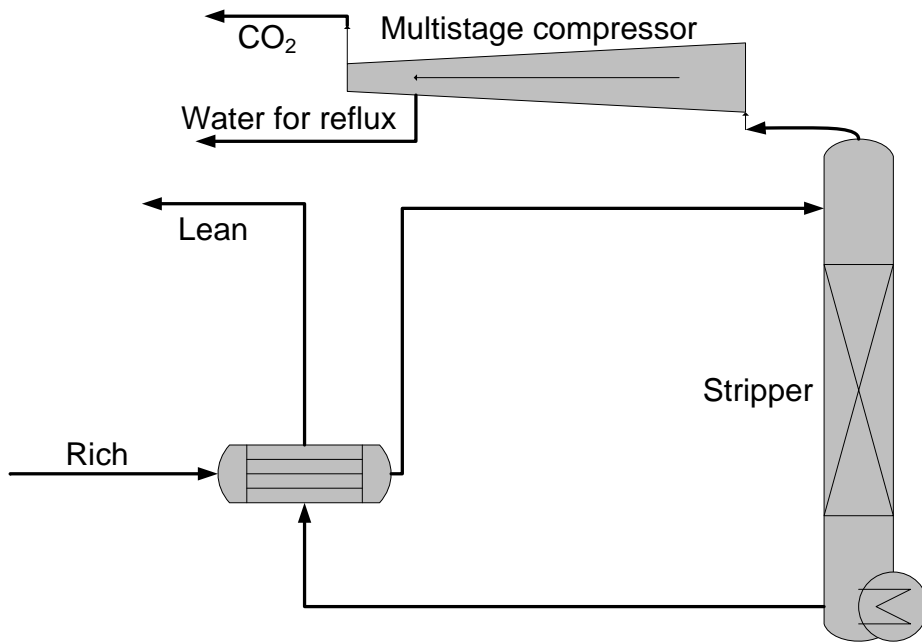 CO₂
Multistage compressor
Water for reflux
Lean
Stripper
Rich